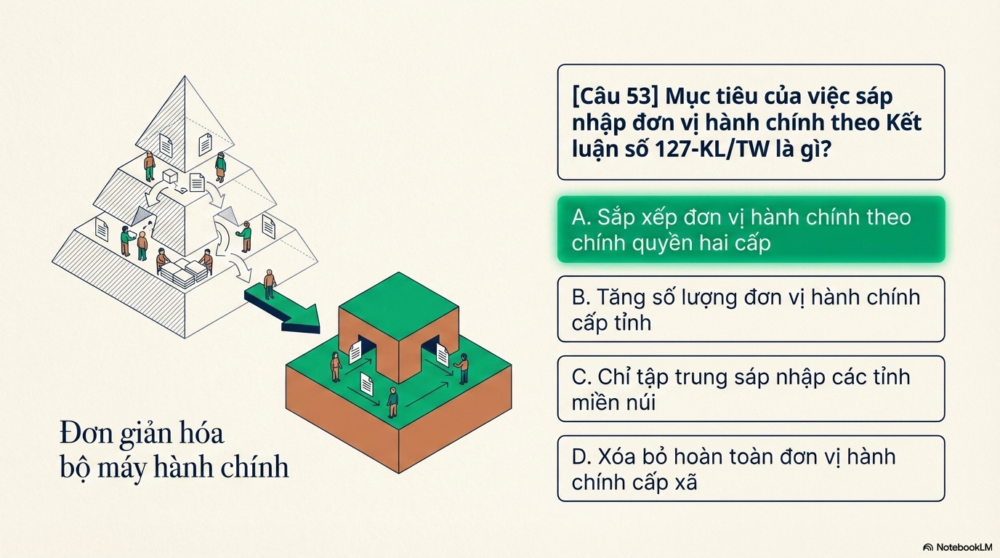 [Câu 53] Mục tiêu của việc sáp
nhập đơn vị hành chính theo Kết
luận số 127-KL/TW là gì?
A. Sắp xếp đơn vị hành chính theo
chính quyền hai cấp
B. Tăng số lượng đơn vị hành chính
cấp tỉnh
C. Chỉ tập trung sáp nhập các tỉnh
miền núi
D. Xóa bỏ hoàn toàn đơn vị hành
chính cấp xã
Đơn giản hóa
bộ máy hành chính
NotebookLM